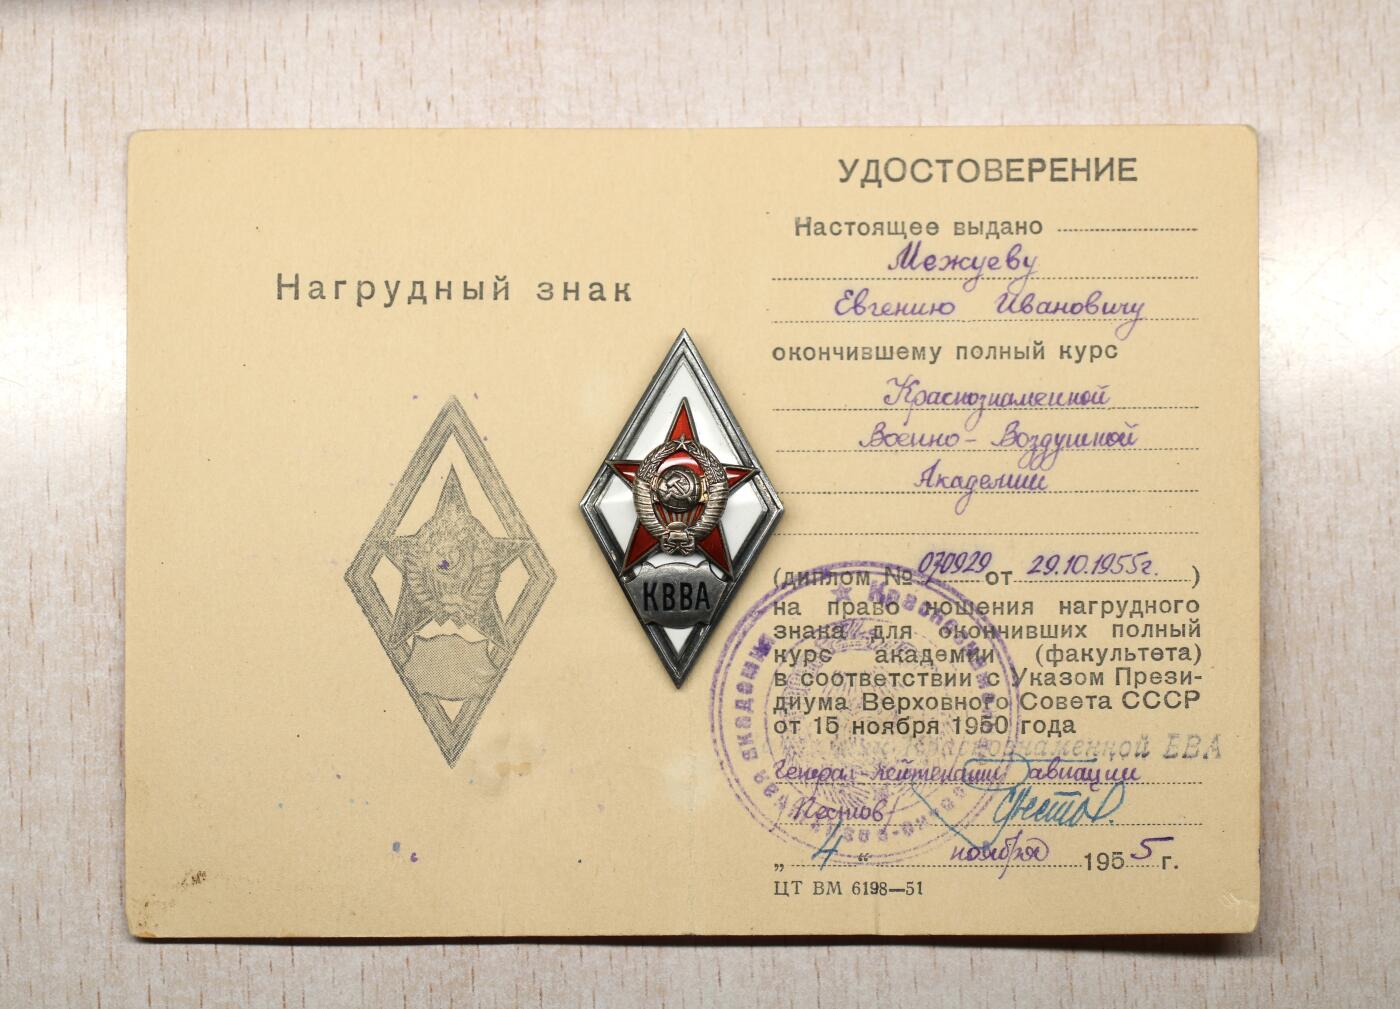 Нагрудный знак
КВВА
УДОСТОВЕРЕНИЕ
Настоящее выдано
Межуеву
Евгению Ивановичу
окончившему полный курс
Краснознаменной
Военно-Воздушной
Академии
(диплом № 070929 от 29.10.1955г.)
на право ношения нагрудного
знака для окончивших полный
курс академии (факультета)
в соответствии с Указом Прези-
диума Верховного Совета СССР
от 15 ноября 1950 года
Краснознаменной ВВА
Генерал-лейтенант авиации
„ 4 “ ноября 1955 г.
ЦТ ВМ 6198—51